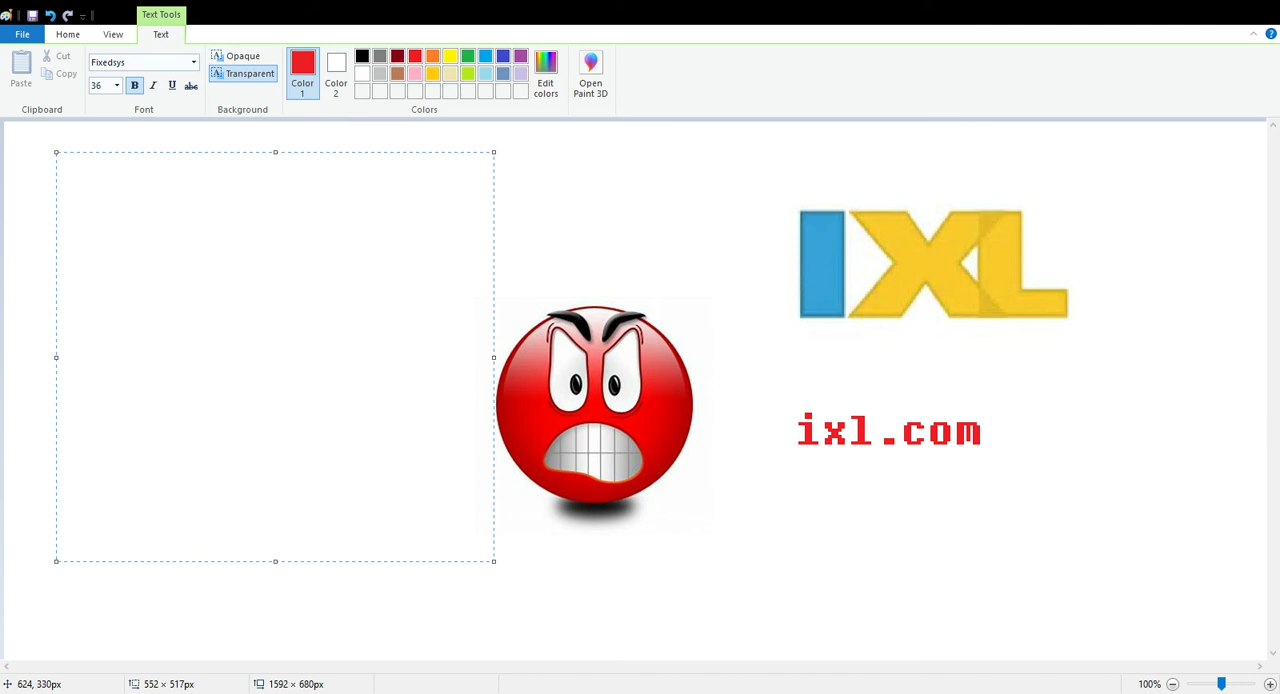 Text Tools
File Home View Text
Paste
Cut
Copy
Clipboard
Fixedsys
36 B I U abc
Font
Opaque
Transparent
Background
Color 1
Color 2
Edit colors
Colors
Open Paint 3D
IXL
ixl.com
624, 330px 552 × 517px 1592 × 680px 100%